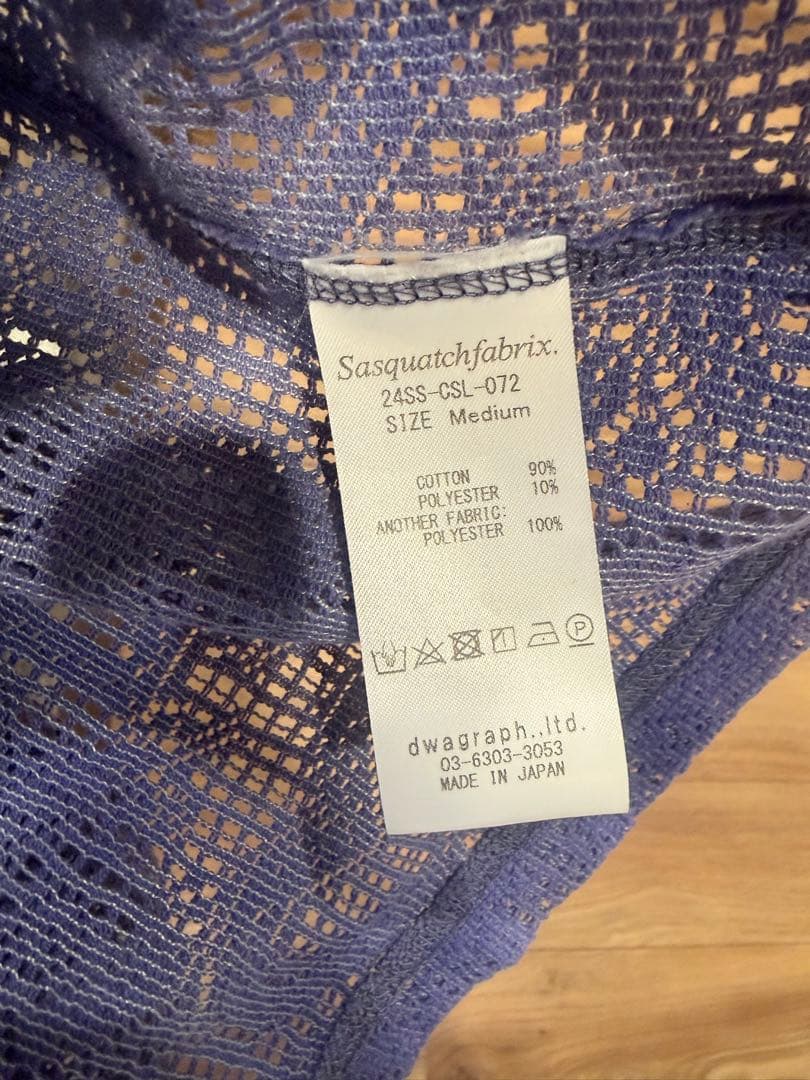 Sasquatchfabrix.
24SS-CSL-072
SIZE Medium
COTTON 90%
POLYESTER 10%
ANOTHER FABRIC:
POLYESTER 100%
P
dwagraph.,ltd.
03-6303-3053
MADE IN JAPAN